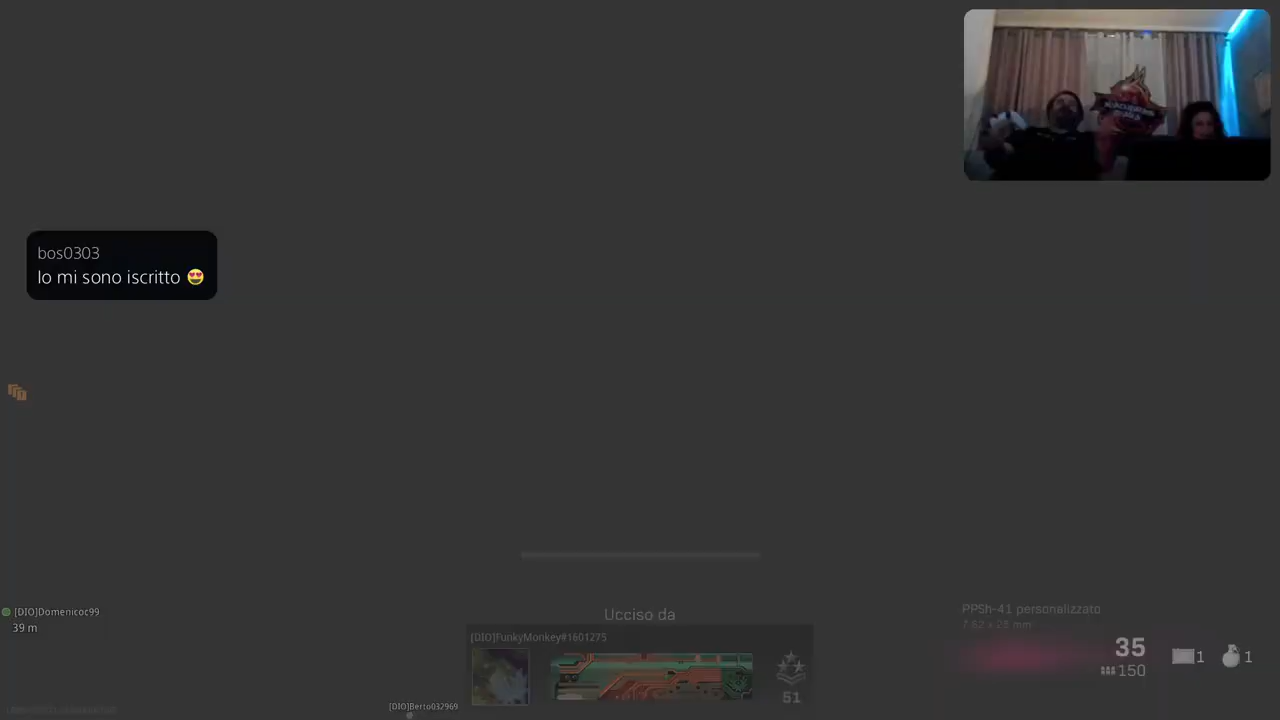 bos0303
Io mi sono iscritto 😍
[DIO]Domenicoc99
39 m
Ucciso da
[DIO]FunkyMonkey#1601275
51
[DIO]Berto032969
PPSh-41 personalizzato
7.62 x 25 mm
35
150
1
1